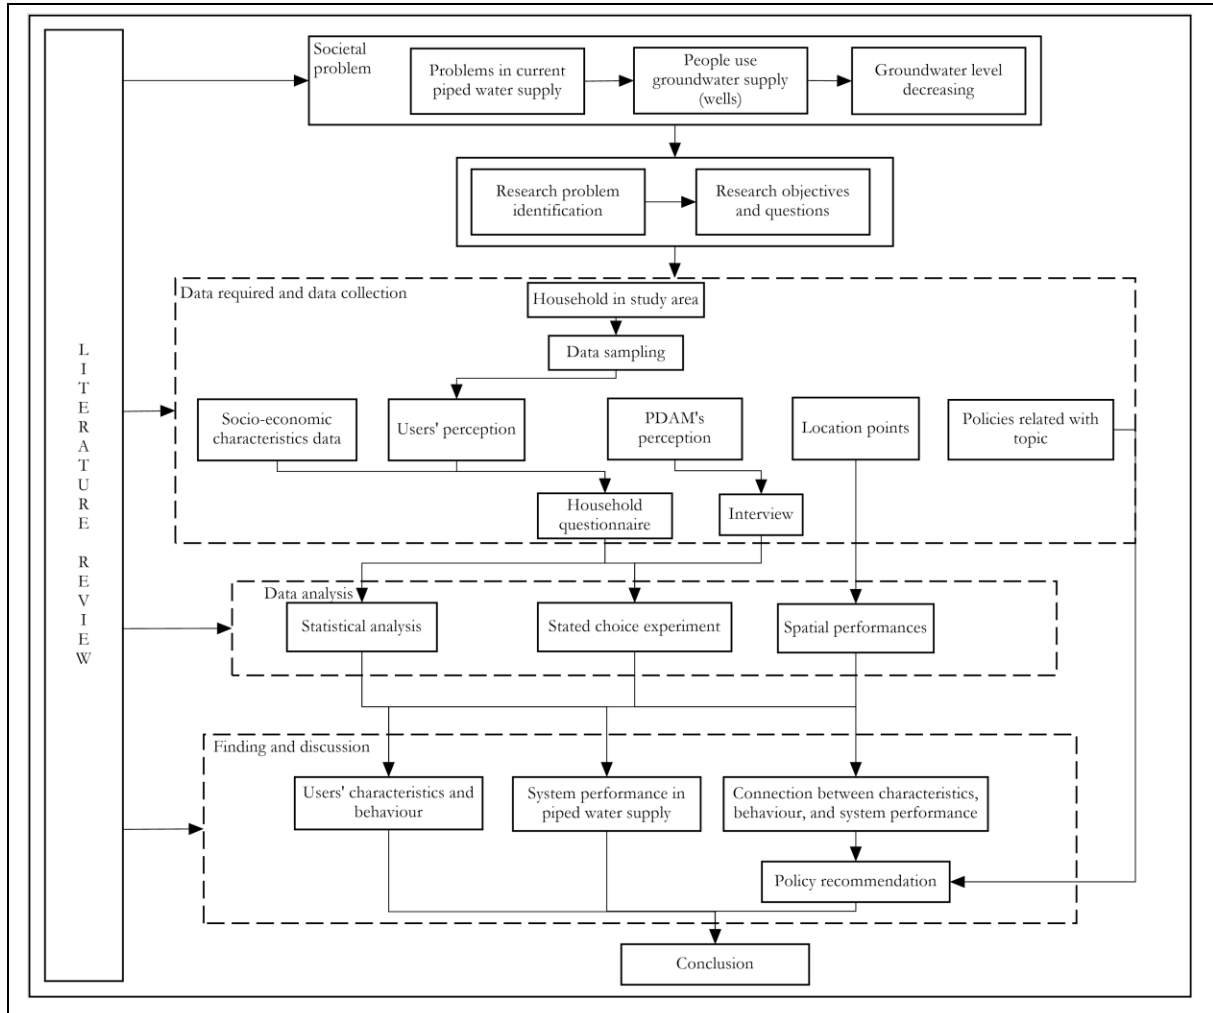 Societal
problem
Problems in current
piped water supply
People use
groundwater supply
(wells)
Groundwater level
decreasing
Research problem
identification
Research objectives
and questions
LITERATURE REVIEW
Data required and data collection
Household in study area
Data sampling
Socio-economic
characteristics data
Users' perception
PDAM's
perception
Location points
Policies related with
topic
Household
questionnaire
Interview
Data analysis
Statistical analysis
Stated choice experiment
Spatial performances
Finding and discussion
Users' characteristics and
behaviour
System performance in
piped water supply
Connection between characteristics,
behaviour, and system performance
Policy recommendation
Conclusion